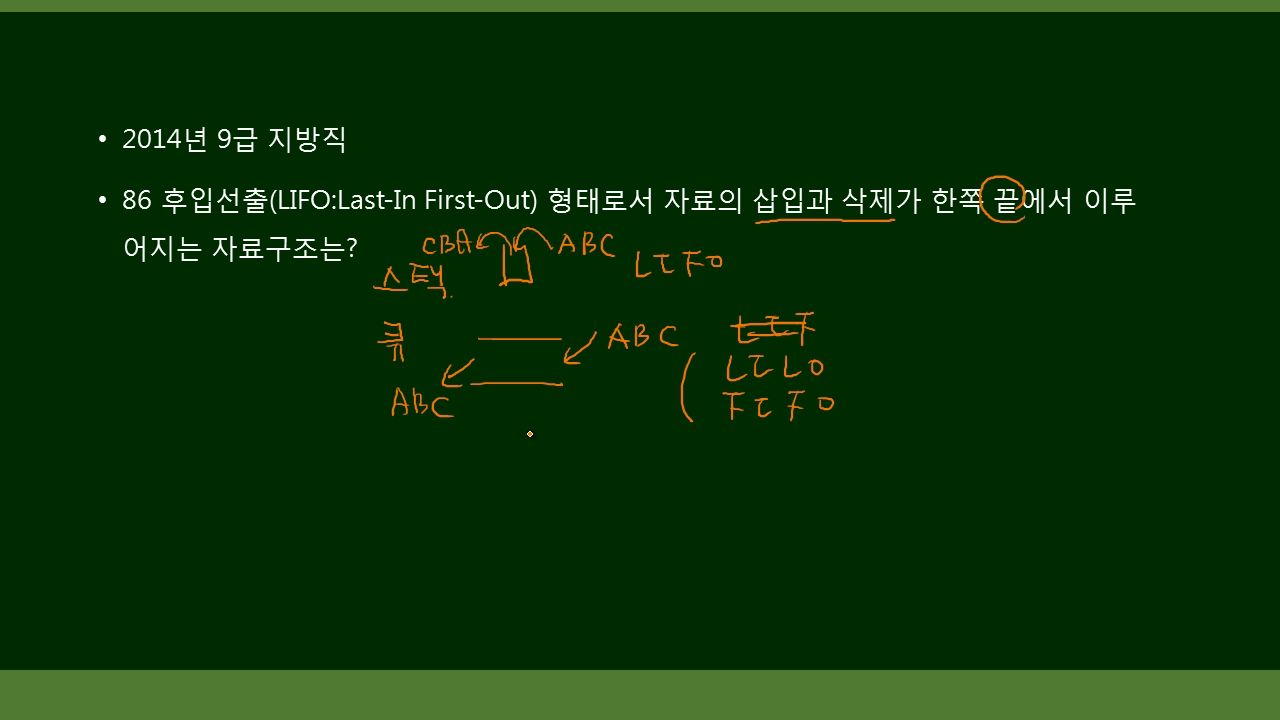 • 2014년 9급 지방직
• 86 후입선출(LIFO:Last-In First-Out) 형태로서 자료의 삽입과 삭제가 한쪽 끝에서 이루
어지는 자료구조는?
CBA ABC LIFO
스택
큐 ABC LIF
LILO
ABC FIFO